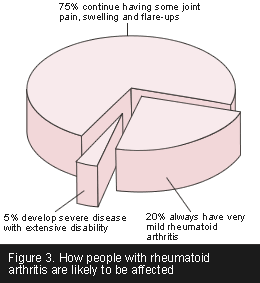 75% continue having some joint
pain, swelling and flare-ups
5% develop severe disease
with extensive disability
20% always have very
mild rheumatoid
arthritis
Figure 3. How people with rheumatoid
arthritis are likely to be affected